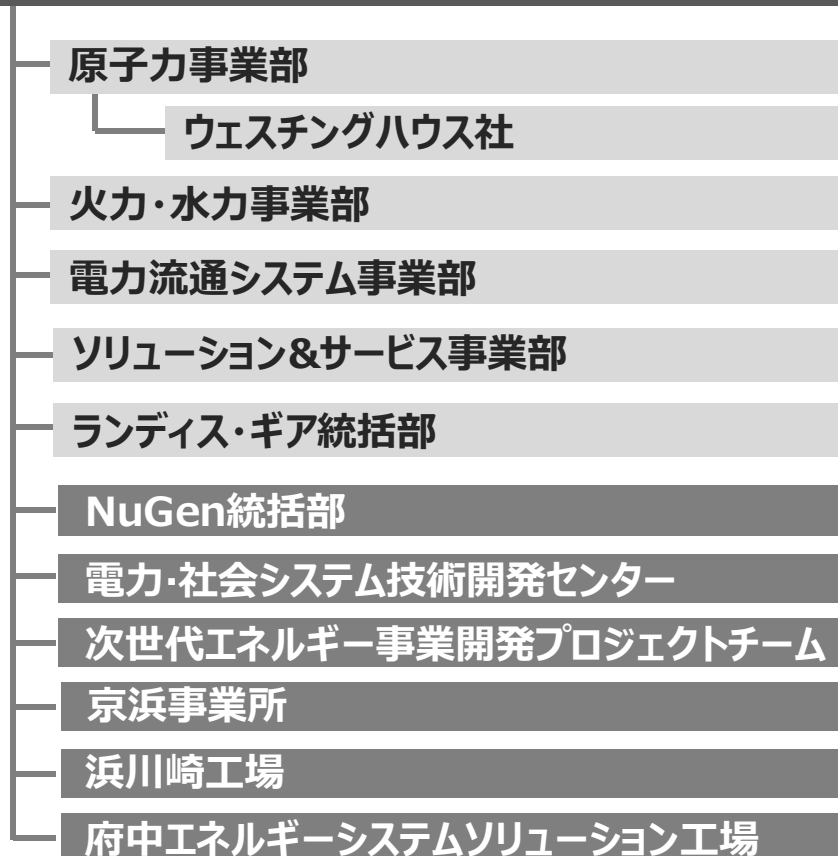 原子力事業部
ウェスチングハウス社
火力・水力事業部
電力流通システム事業部
ソリューション&サービス事業部
ランディス・ギア統括部
NuGen統括部
電力・社会システム技術開発センター
次世代エネルギー事業開発プロジェクトチーム
京浜事業所
浜川崎工場
府中エネルギーシステムソリューション工場